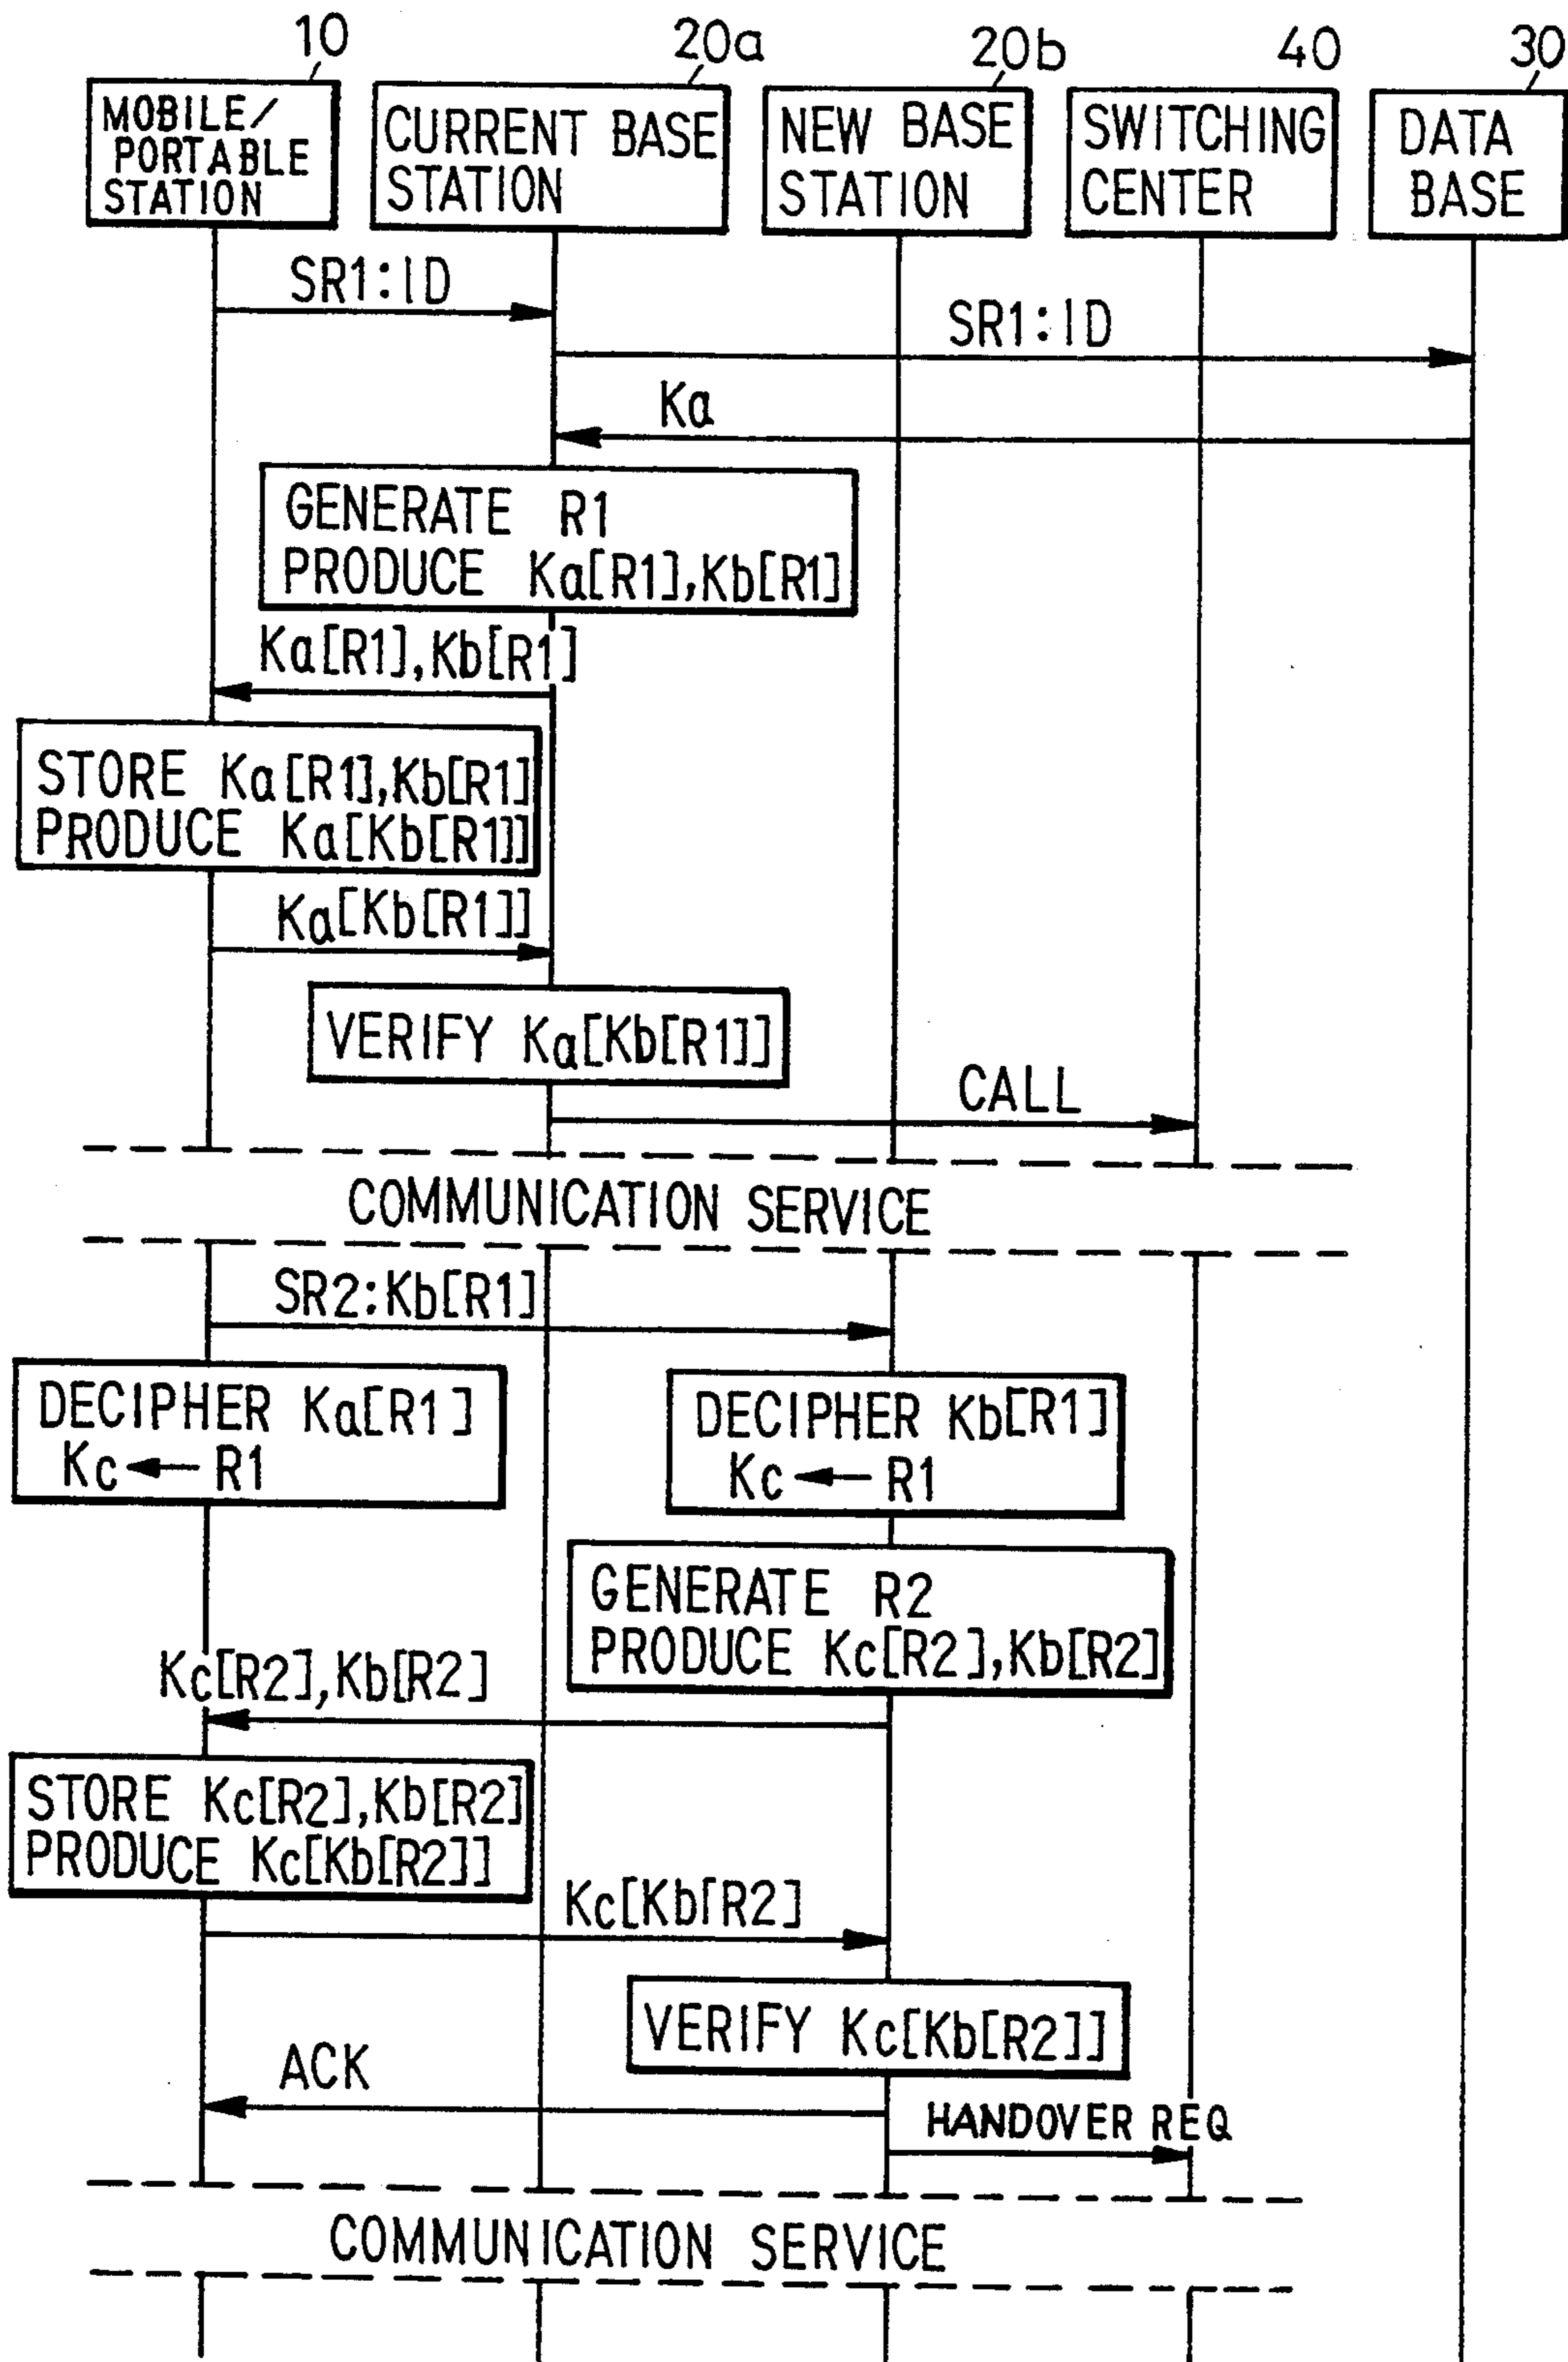 10
20a
20b
40
30
MOBILE/
PORTABLE
STATION
CURRENT BASE
STATION
NEW BASE
STATION
SWITCHING
CENTER
DATA
BASE
SR1:ID
SR1:ID
Ka
GENERATE R1
PRODUCE Ka[R1],Kb[R1]
Ka[R1],Kb[R1]
STORE Ka[R1],Kb[R1]
PRODUCE Ka[Kb[R1]]
Ka[Kb[R1]]
VERIFY Ka[Kb[R1]]
CALL
COMMUNICATION SERVICE
SR2:Kb[R1]
DECIPHER Ka[R1]
Kc ← R1
DECIPHER Kb[R1]
Kc ← R1
GENERATE R2
PRODUCE Kc[R2],Kb[R2]
Kc[R2],Kb[R2]
STORE Kc[R2],Kb[R2]
PRODUCE Kc[Kb[R2]]
Kc[Kb[R2]
VERIFY Kc[Kb[R2]]
ACK
HANDOVER REQ
COMMUNICATION SERVICE